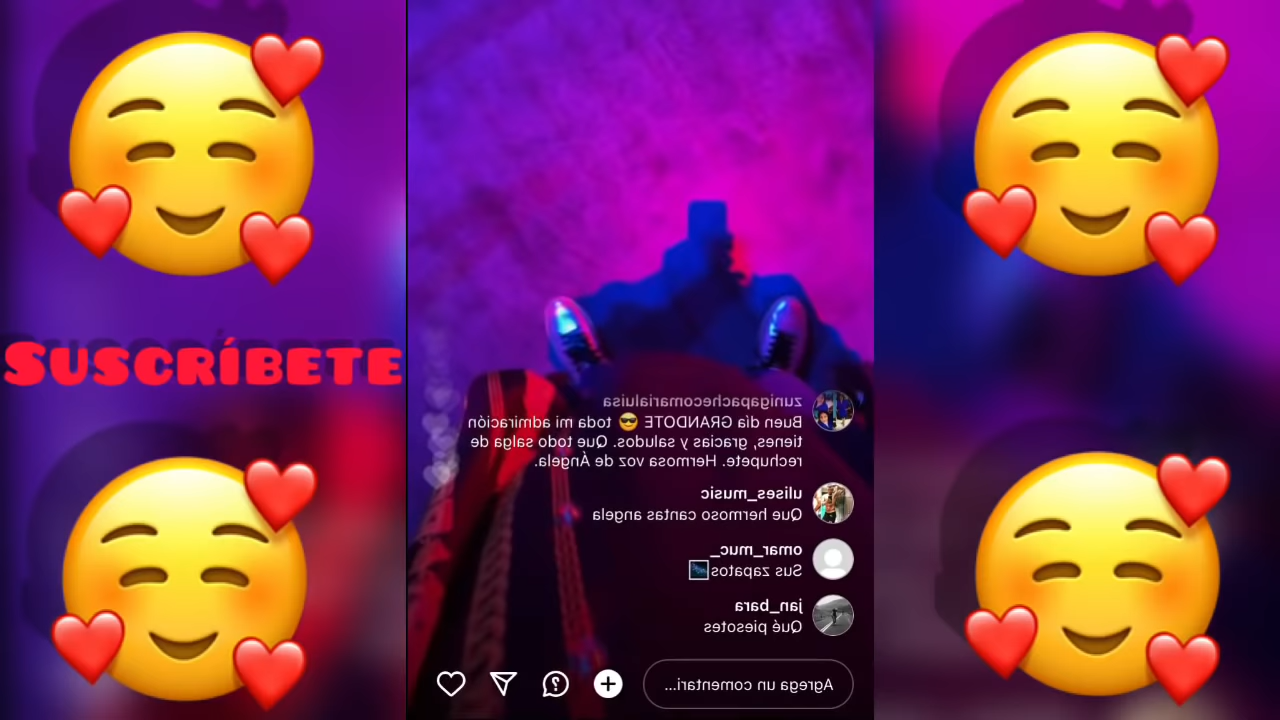 SUSCRÍBETE
zunigapachecomarialuisa
Buen día GRANDOTE 😎 toda mi admiración
tienes, gracias y saludos. Que todo salga de
rechupete. Hermosa voz de Ángela.
ulises_music
Que hermoso cantas angela
omar_muc_
Sus zapatos
jan_bara
Qué piesotes
Agrega un comentari...